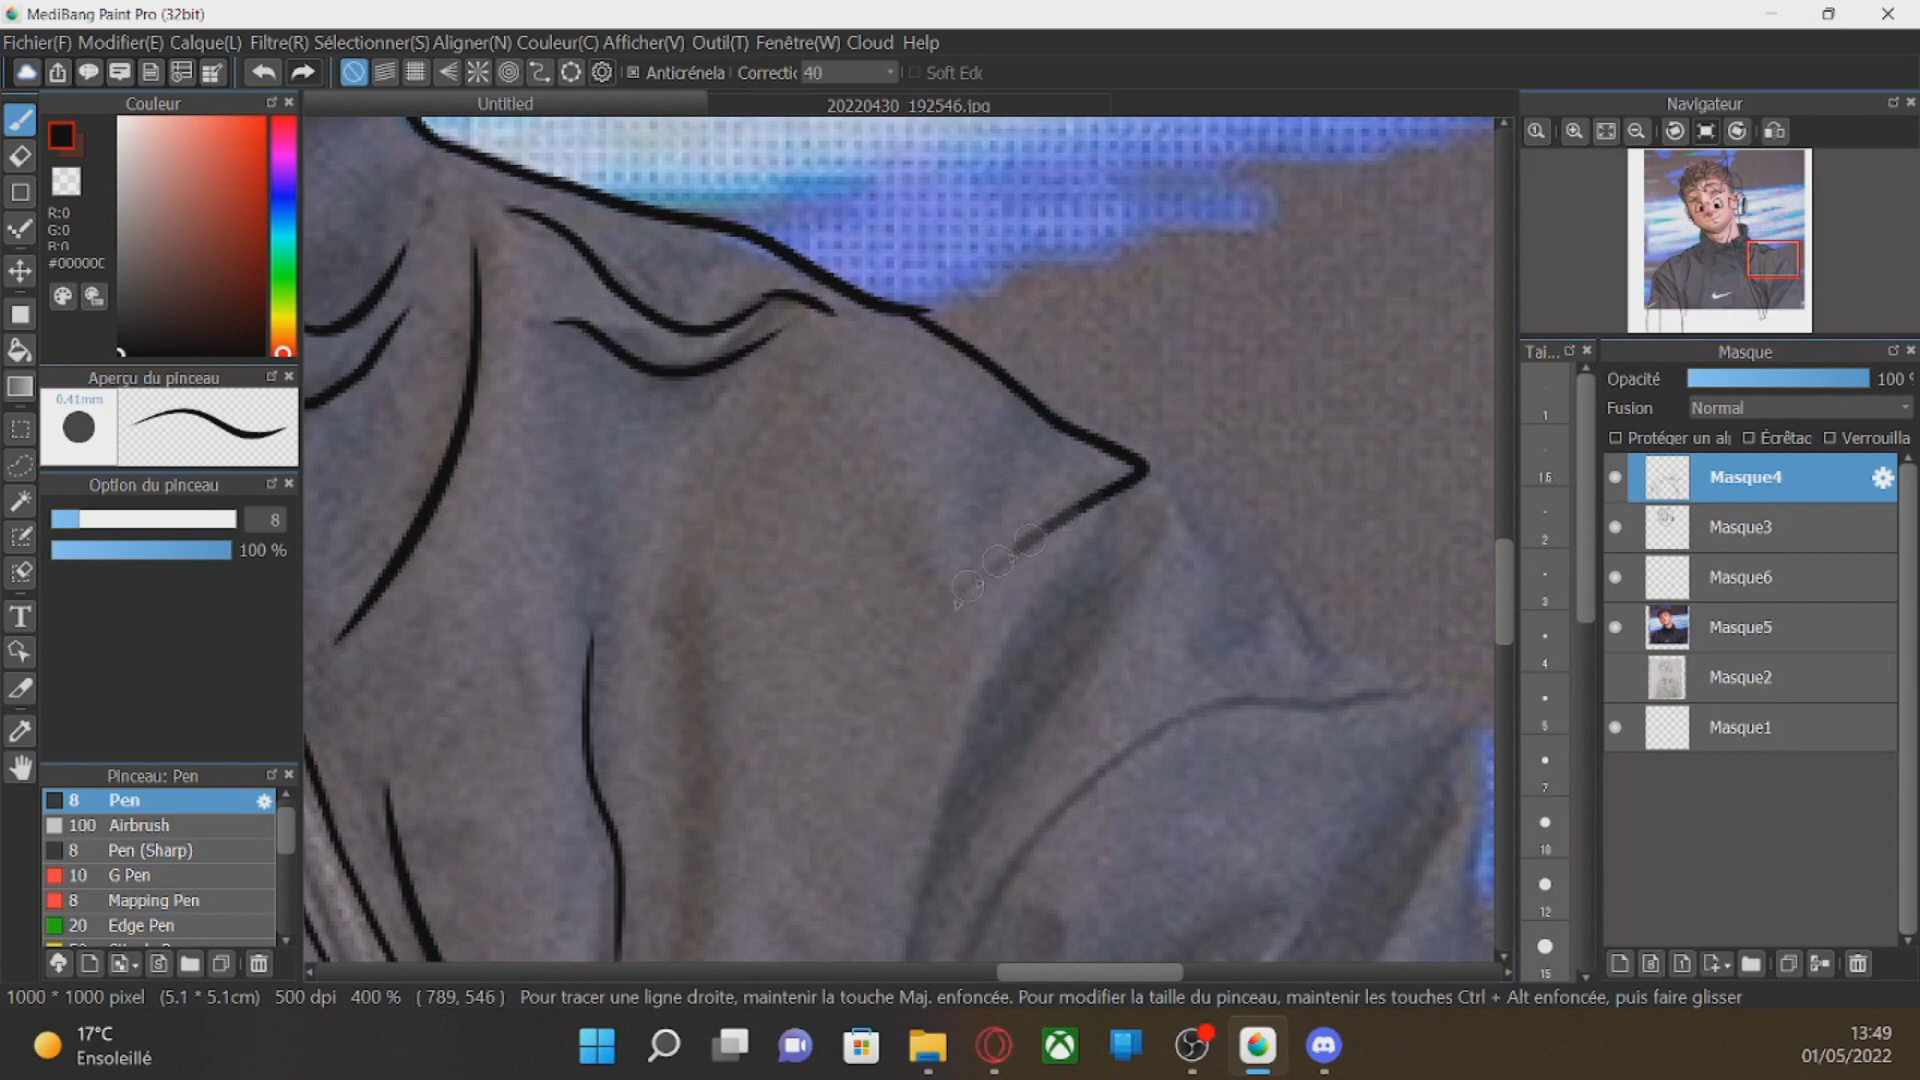 MediBang Paint Pro (32bit)
Fichier(F) Modifier(E) Calque(L) Filtre(R) Sélectionner(S) Aligner(N) Couleur(C) Afficher(V) Outil(T) Fenêtre(W) Cloud Help
Anticrénela Correctic 40 Soft Edc
Couleur
Untitled
20220430_192546.jpg
Navigateur
R:0
G:0
B:0
#00000C
Aperçu du pinceau
0.41mm
Option du pinceau
8
100 %
Pinceau: Pen
8 Pen
100 Airbrush
8 Pen (Sharp)
10 G Pen
8 Mapping Pen
20 Edge Pen
Tai...
1
1.5
2
3
4
5
7
10
12
15
Masque
Opacité 100
Fusion Normal
Protéger un al Écrêtac Verrouilla
Masque4
Masque3
Masque6
Masque5
Masque2
Masque1
1000 * 1000 pixel (5.1 * 5.1cm) 500 dpi 400 % ( 789, 546 ) Pour tracer une ligne droite, maintenir la touche Maj. enfoncée. Pour modifier la taille du pinceau, maintenir les touches Ctrl + Alt enfoncée, puis faire glisser
17°C
Ensoleillé
13:49
01/05/2022